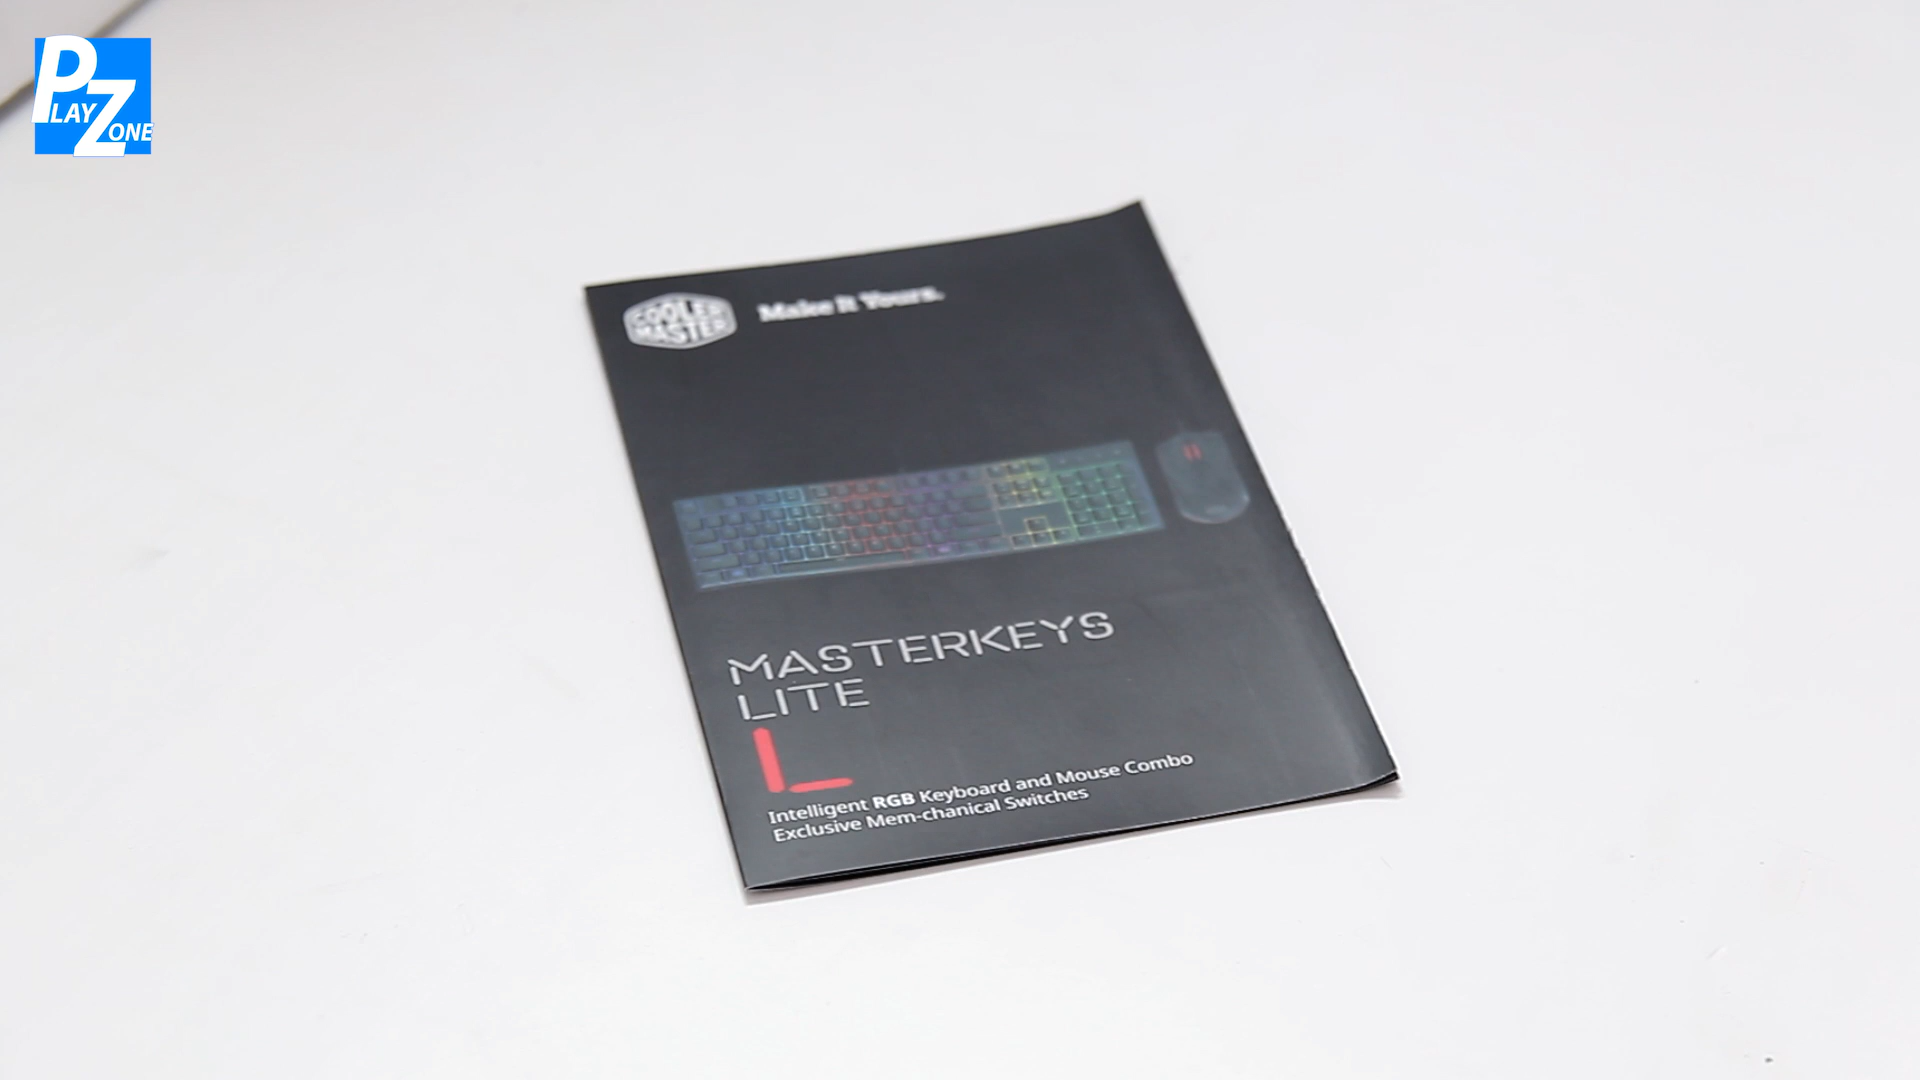 PLAY
ZONE
COOLER
MASTER
Make It Yours.
MASTERKEYS
LITE
L
Intelligent RGB Keyboard and Mouse Combo
Exclusive Mem-chanical Switches